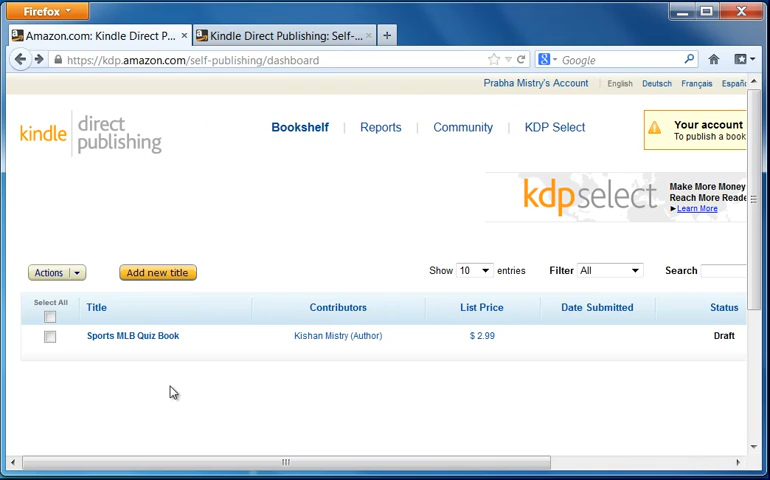 Firefox
Amazon.com: Kindle Direct P...
Kindle Direct Publishing: Self-...
https://kdp.amazon.com/self-publishing/dashboard
Google
Prabha Mistry's Account English Deutsch Français Españo
kindle direct publishing
Bookshelf | Reports | Community | KDP Select
Your account
To publish a book
kdpselect
Make More Money
Reach More Reade
Learn More
Actions
Add new title
Show 10 entries
Filter All
Search
Select All
Title Contributors List Price Date Submitted Status
Sports MLB Quiz Book Kishan Mistry (Author) $ 2.99 Draft